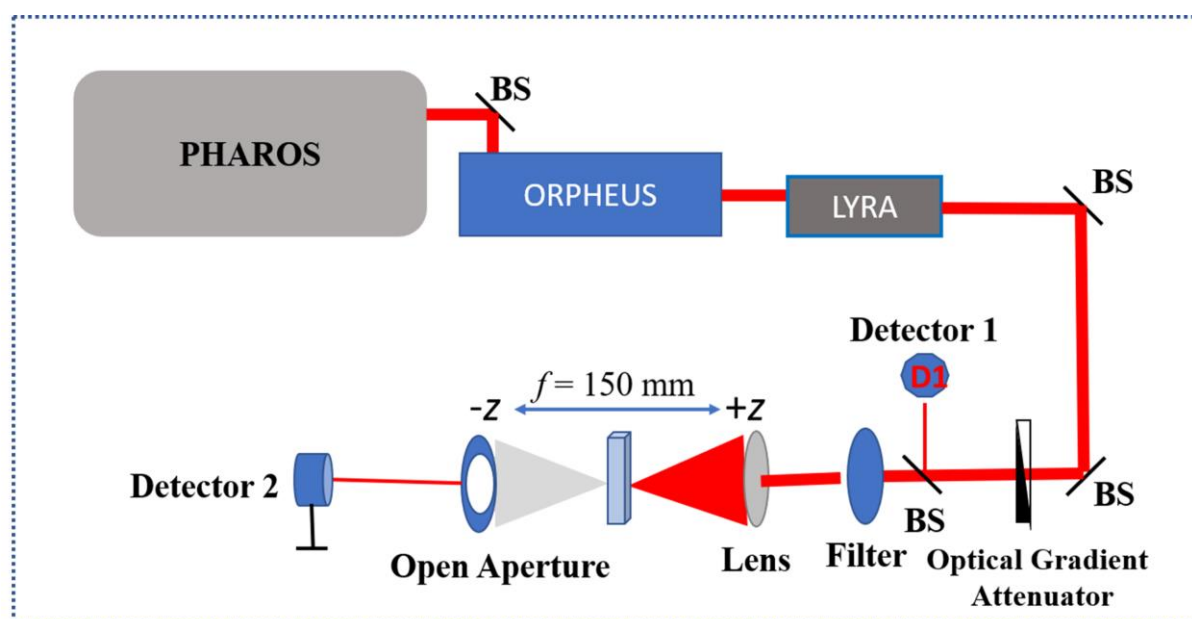 BS
PHAROS
ORPHEUS
LYRA
BS
Detector 1
D1
f = 150 mm
-z
+z
Detector 2
BS
BS
Open Aperture
Lens
Filter
Optical Gradient
Attenuator